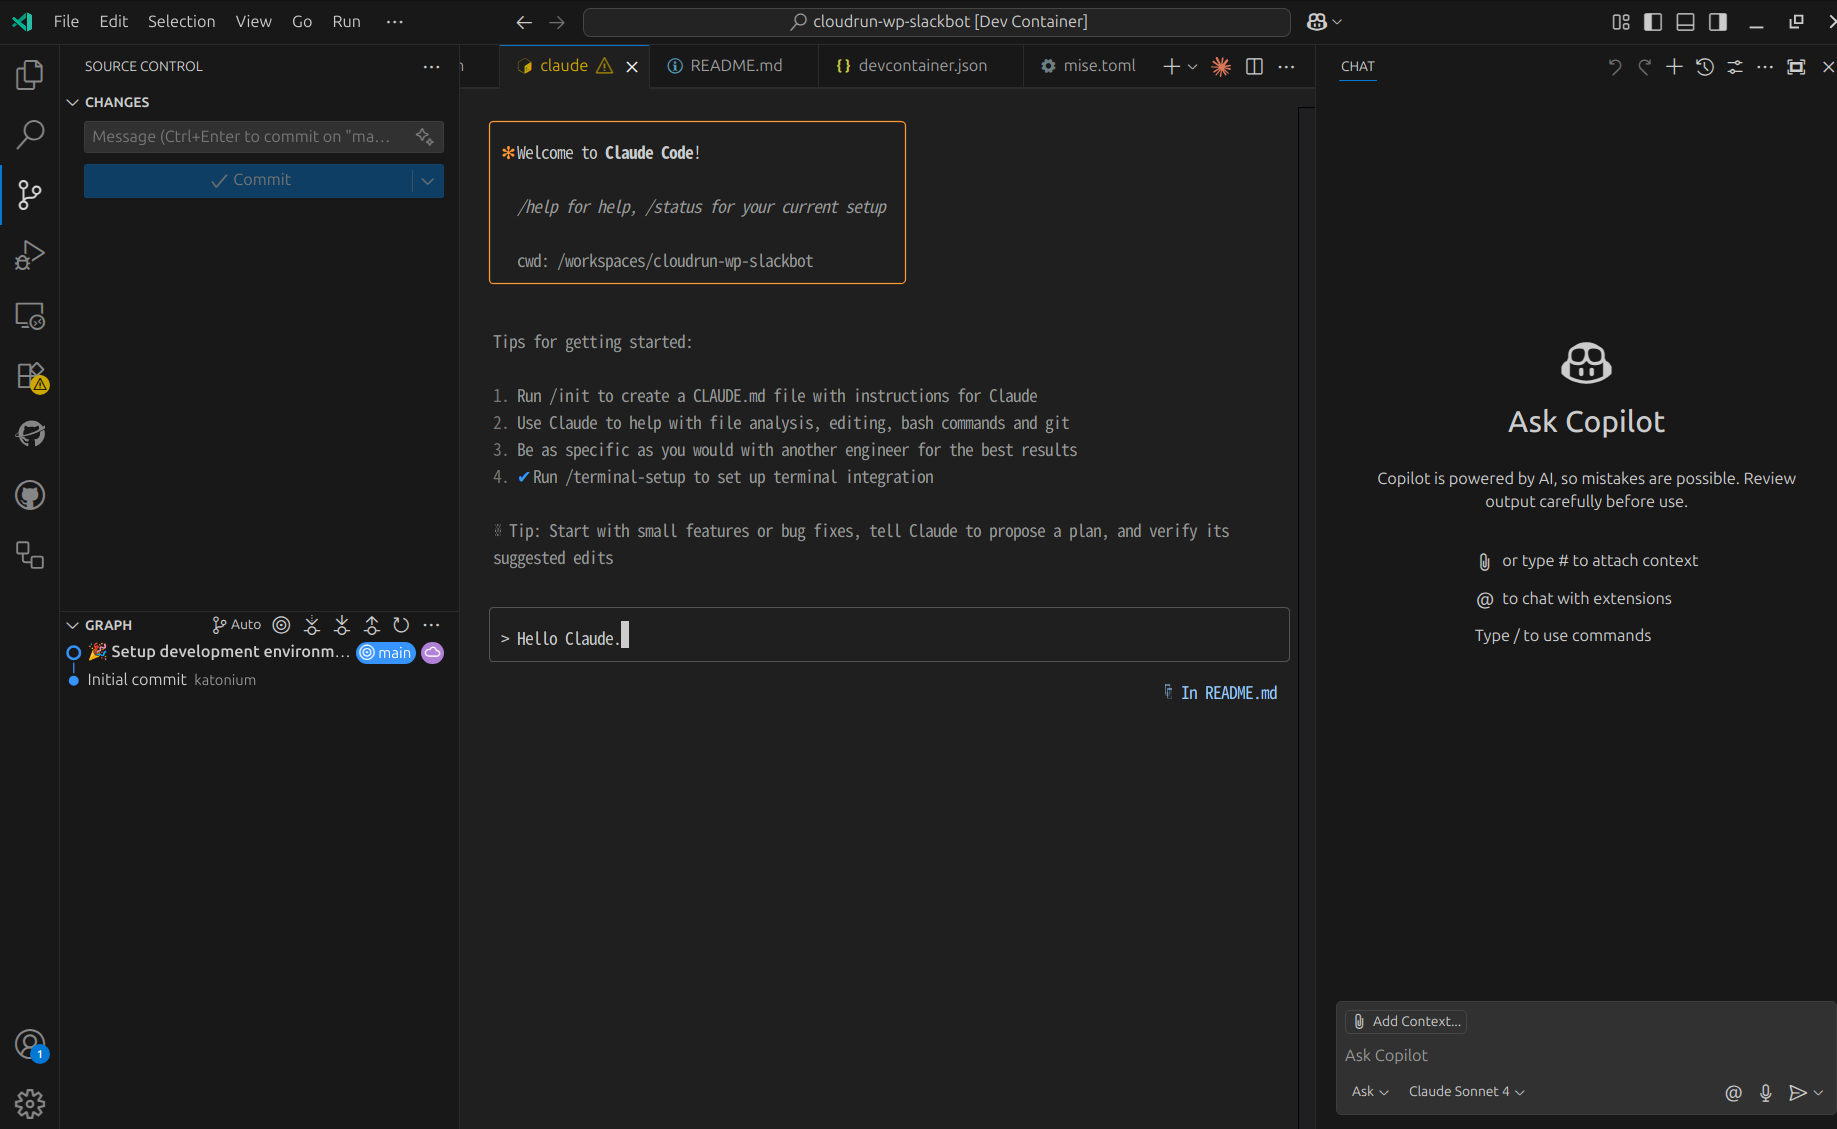 File Edit Selection View Go Run ···
cloudrun-wp-slackbot [Dev Container]
SOURCE CONTROL
CHANGES
Message (Ctrl+Enter to commit on "ma...
Commit
GRAPH
Auto
Setup development environm... main
Initial commit katonium
1
claude
README.md
{} devcontainer.json
mise.toml
✻Welcome to Claude Code!
/help for help, /status for your current setup
cwd: /workspaces/cloudrun-wp-slackbot
Tips for getting started:
1. Run /init to create a CLAUDE.md file with instructions for Claude
2. Use Claude to help with file analysis, editing, bash commands and git
3. Be as specific as you would with another engineer for the best results
4. ✔Run /terminal-setup to set up terminal integration
※ Tip: Start with small features or bug fixes, tell Claude to propose a plan, and verify its
suggested edits
> Hello Claude.
In README.md
CHAT
Ask Copilot
Copilot is powered by AI, so mistakes are possible. Review
output carefully before use.
or type # to attach context
@ to chat with extensions
Type / to use commands
Add Context...
Ask Copilot
Ask
Claude Sonnet 4
@